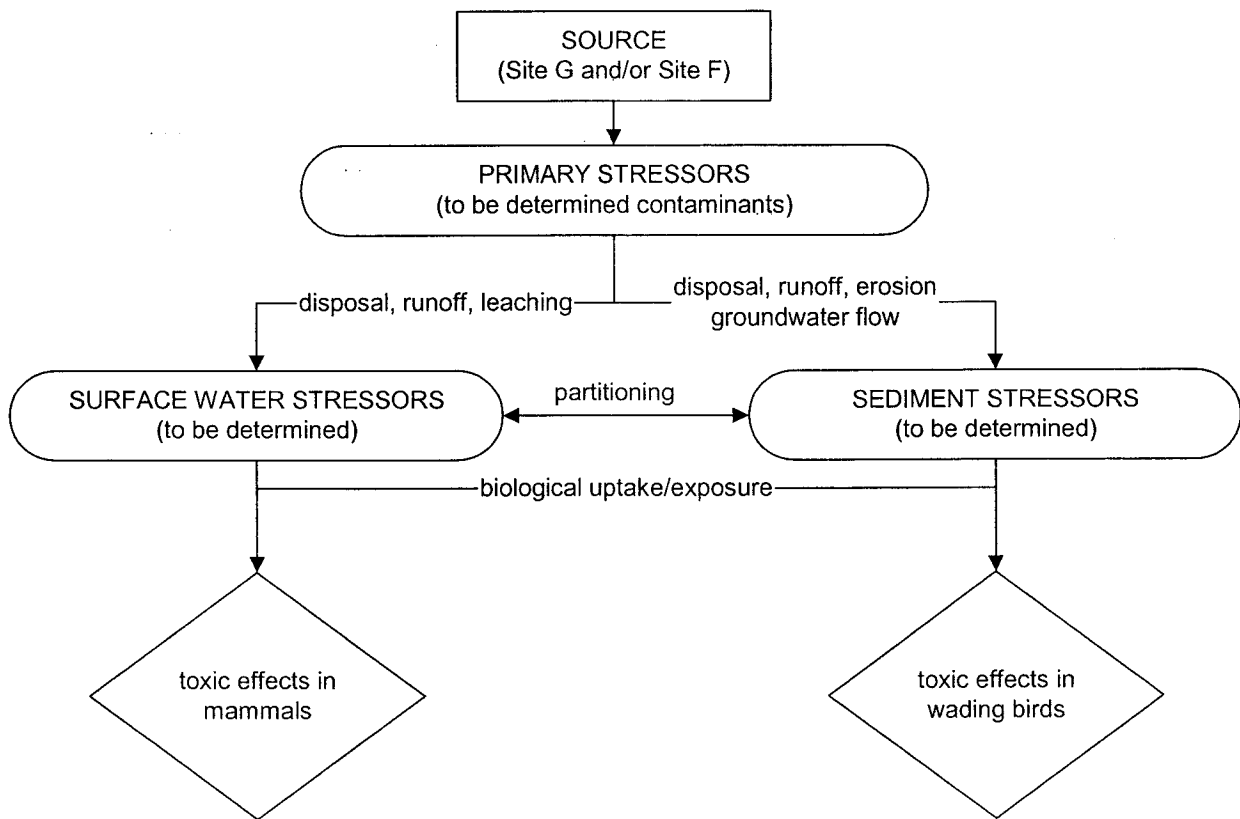 SOURCE
(Site G and/or Site F)
PRIMARY STRESSORS
(to be determined contaminants)
disposal, runoff, leaching
disposal, runoff, erosion
groundwater flow
SURFACE WATER STRESSORS
(to be determined)
partitioning
SEDIMENT STRESSORS
(to be determined)
biological uptake/exposure
toxic effects in
mammals
toxic effects in
wading birds